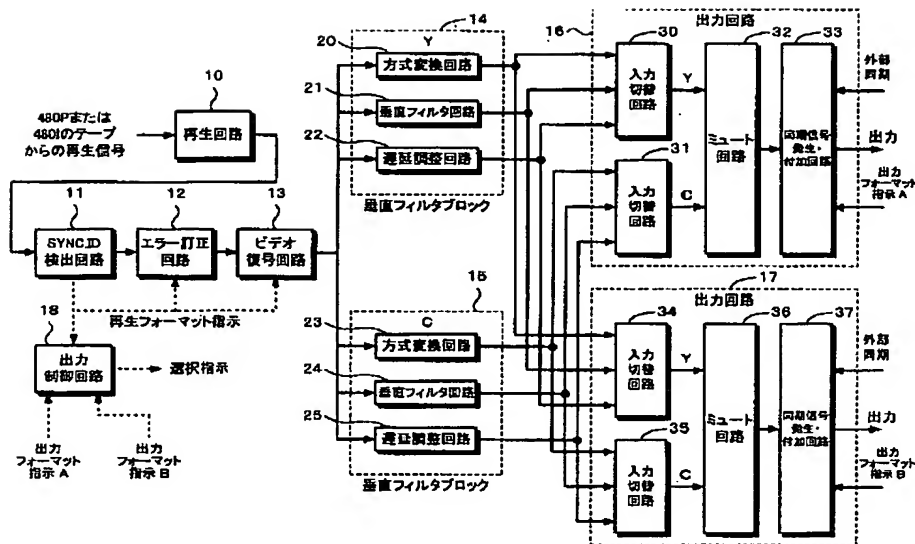 10
480Pまたは
480Iのテープ
からの再生信号
再生回路
11
SYNC,ID
検出回路
12
エラー訂正
回路
13
ビデオ
復号回路
再生フォーマット指示
18
出力
制御回路
選択指示
出力
フォーマット
指示 A
出力
フォーマット
指示 B
14
Y
20
方式変換回路
21
垂直フィルタ回路
22
遅延調整回路
垂直フィルタブロック
15
C
23
方式変換回路
24
垂直フィルタ回路
25
遅延調整回路
垂直フィルタブロック
16
出力回路
30
入力
切替
回路
Y
31
入力
切替
回路
C
32
ミュート
回路
33
同期信号
発生・
付加回路
外部
同期
出力
出力
フォーマット
指示 A
17
出力回路
34
入力
切替
回路
Y
35
入力
切替
回路
C
36
ミュート
回路
37
同期信号
発生・
付加回路
外部
同期
出力
出力
フォーマット
指示 B